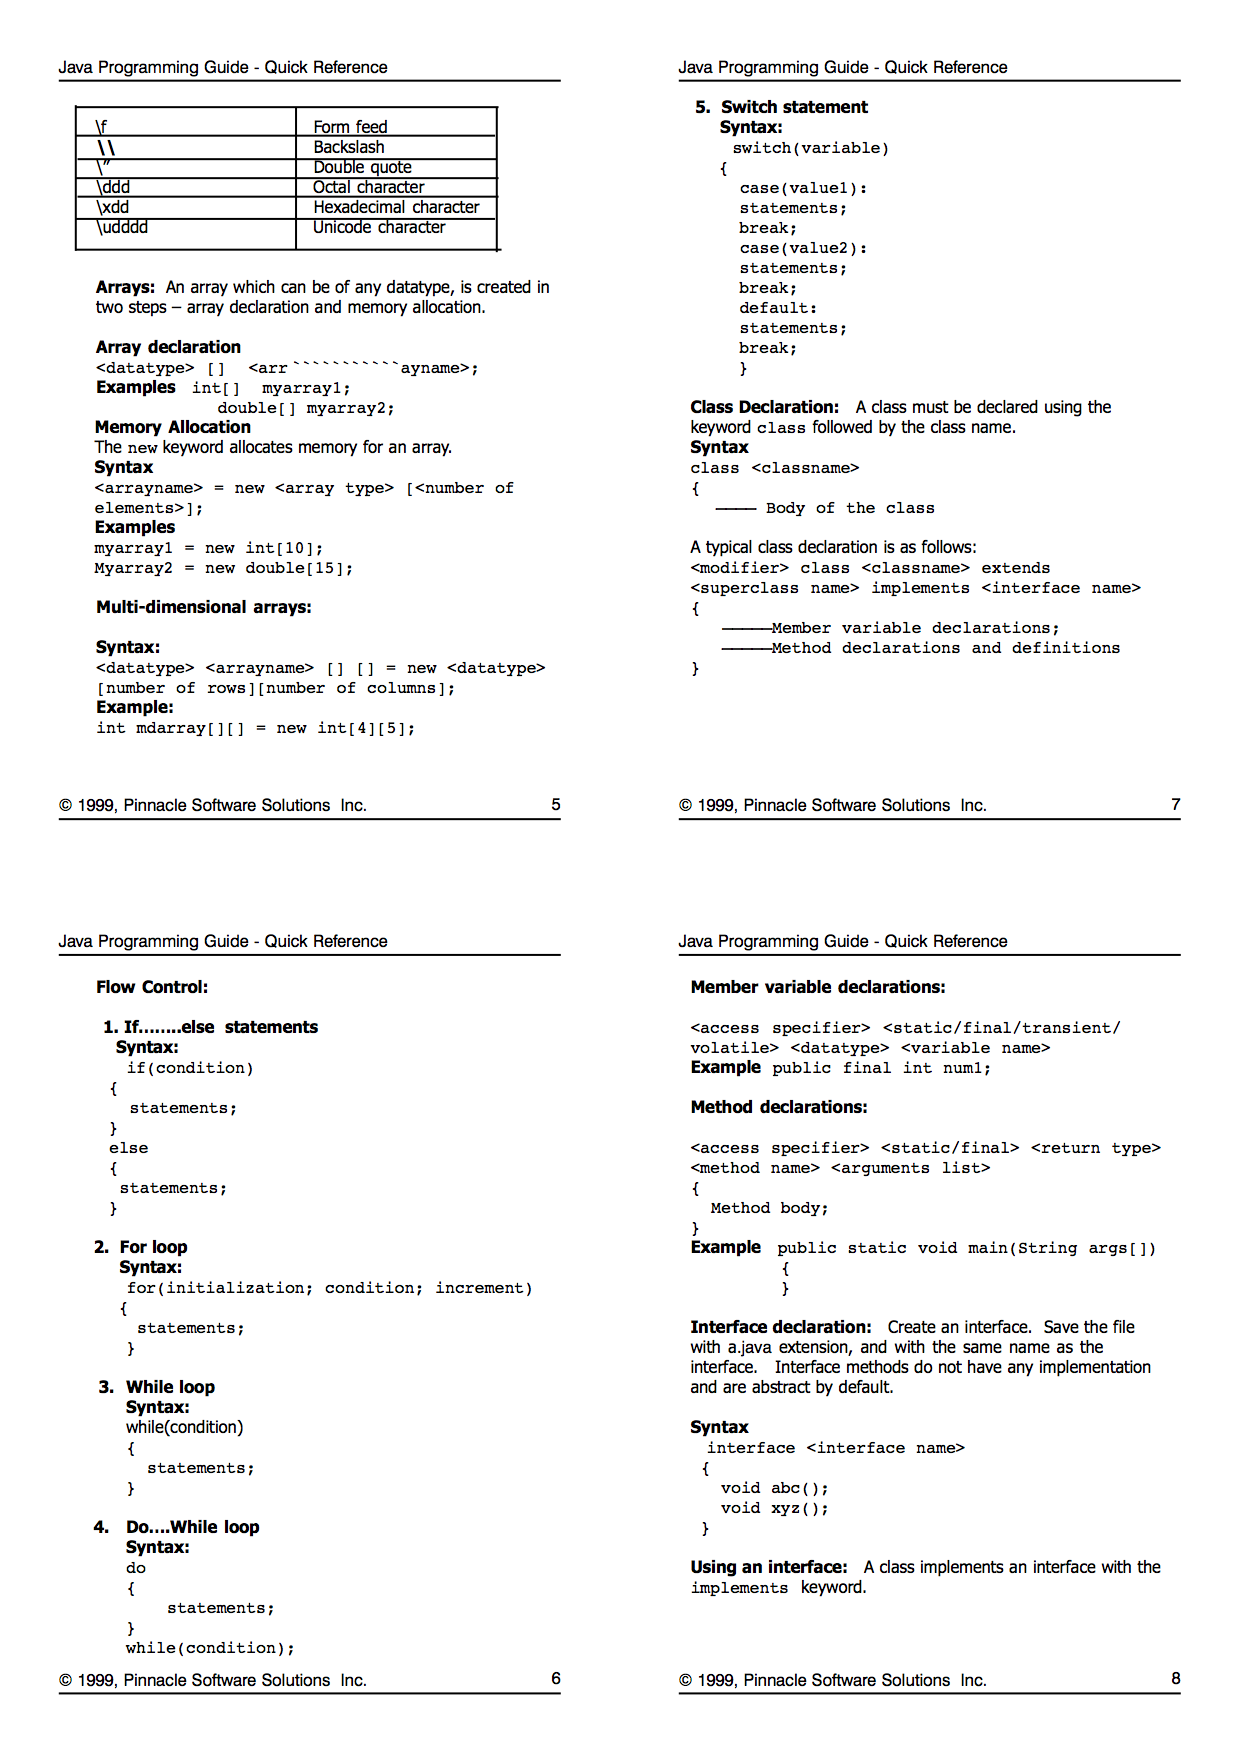 Java Programming Guide - Quick Reference
\f Form feed
\\ Backslash
\” Double quote
\ddd Octal character
\xdd Hexadecimal character
\udddd Unicode character
Arrays: An array which can be of any datatype, is created in
two steps – array declaration and memory allocation.
Array declaration
<datatype> [] <arr```````````ayname>;
Examples int[] myarray1;
double[] myarray2;
Memory Allocation
The new keyword allocates memory for an array.
Syntax
<arrayname> = new <array type> [<number of
elements>];
Examples
myarray1 = new int[10];
Myarray2 = new double[15];
Multi-dimensional arrays:
Syntax:
<datatype> <arrayname> [] [] = new <datatype>
[number of rows][number of columns];
Example:
int mdarray[][] = new int[4][5];
© 1999, Pinnacle Software Solutions Inc. 5
Java Programming Guide - Quick Reference
5. Switch statement
Syntax:
switch(variable)
{
case(value1):
statements;
break;
case(value2):
statements;
break;
default:
statements;
break;
}
Class Declaration: A class must be declared using the
keyword class followed by the class name.
Syntax
class <classname>
{
———— Body of the class
A typical class declaration is as follows:
<modifier> class <classname> extends
<superclass name> implements <interface name>
{
—————Member variable declarations;
—————Method declarations and definitions
}
© 1999, Pinnacle Software Solutions Inc. 7
Java Programming Guide - Quick Reference
Flow Control:
1. If........else statements
Syntax:
if(condition)
{
statements;
}
else
{
statements;
}
2. For loop
Syntax:
for(initialization; condition; increment)
{
statements;
}
3. While loop
Syntax:
while(condition)
{
statements;
}
4. Do....While loop
Syntax:
do
{
statements;
}
while(condition);
© 1999, Pinnacle Software Solutions Inc. 6
Java Programming Guide - Quick Reference
Member variable declarations:
<access specifier> <static/final/transient/
volatile> <datatype> <variable name>
Example public final int num1;
Method declarations:
<access specifier> <static/final> <return type>
<method name> <arguments list>
{
Method body;
}
Example public static void main(String args[])
{
}
Interface declaration: Create an interface. Save the file
with a.java extension, and with the same name as the
interface. Interface methods do not have any implementation
and are abstract by default.
Syntax
interface <interface name>
{
void abc();
void xyz();
}
Using an interface: A class implements an interface with the
implements keyword.
© 1999, Pinnacle Software Solutions Inc. 8